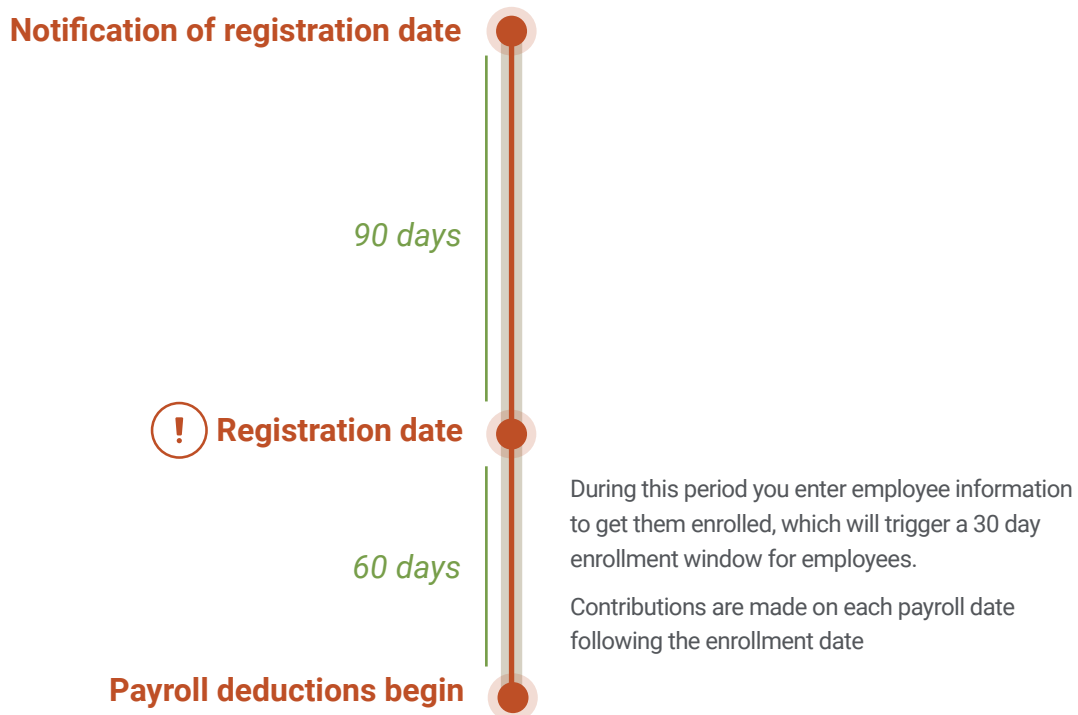 Notification of registration date
90 days
! Registration date
60 days
During this period you enter employee information
to get them enrolled, which will trigger a 30 day
enrollment window for employees.
Contributions are made on each payroll date
following the enrollment date
Payroll deductions begin